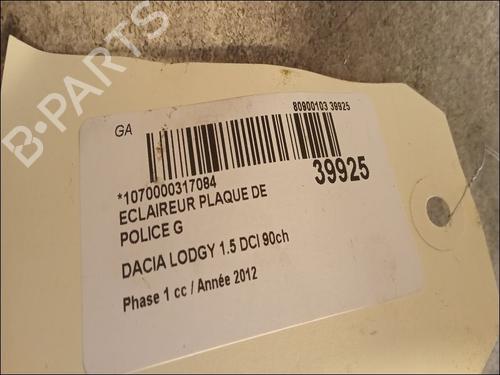 B-PARTS
GA
80900103 39925
*1070000317084
39925
ECLAIREUR PLAQUE DE
POLICE G
DACIA LODGY 1.5 DCI 90ch
Phase 1 cc / Année 2012